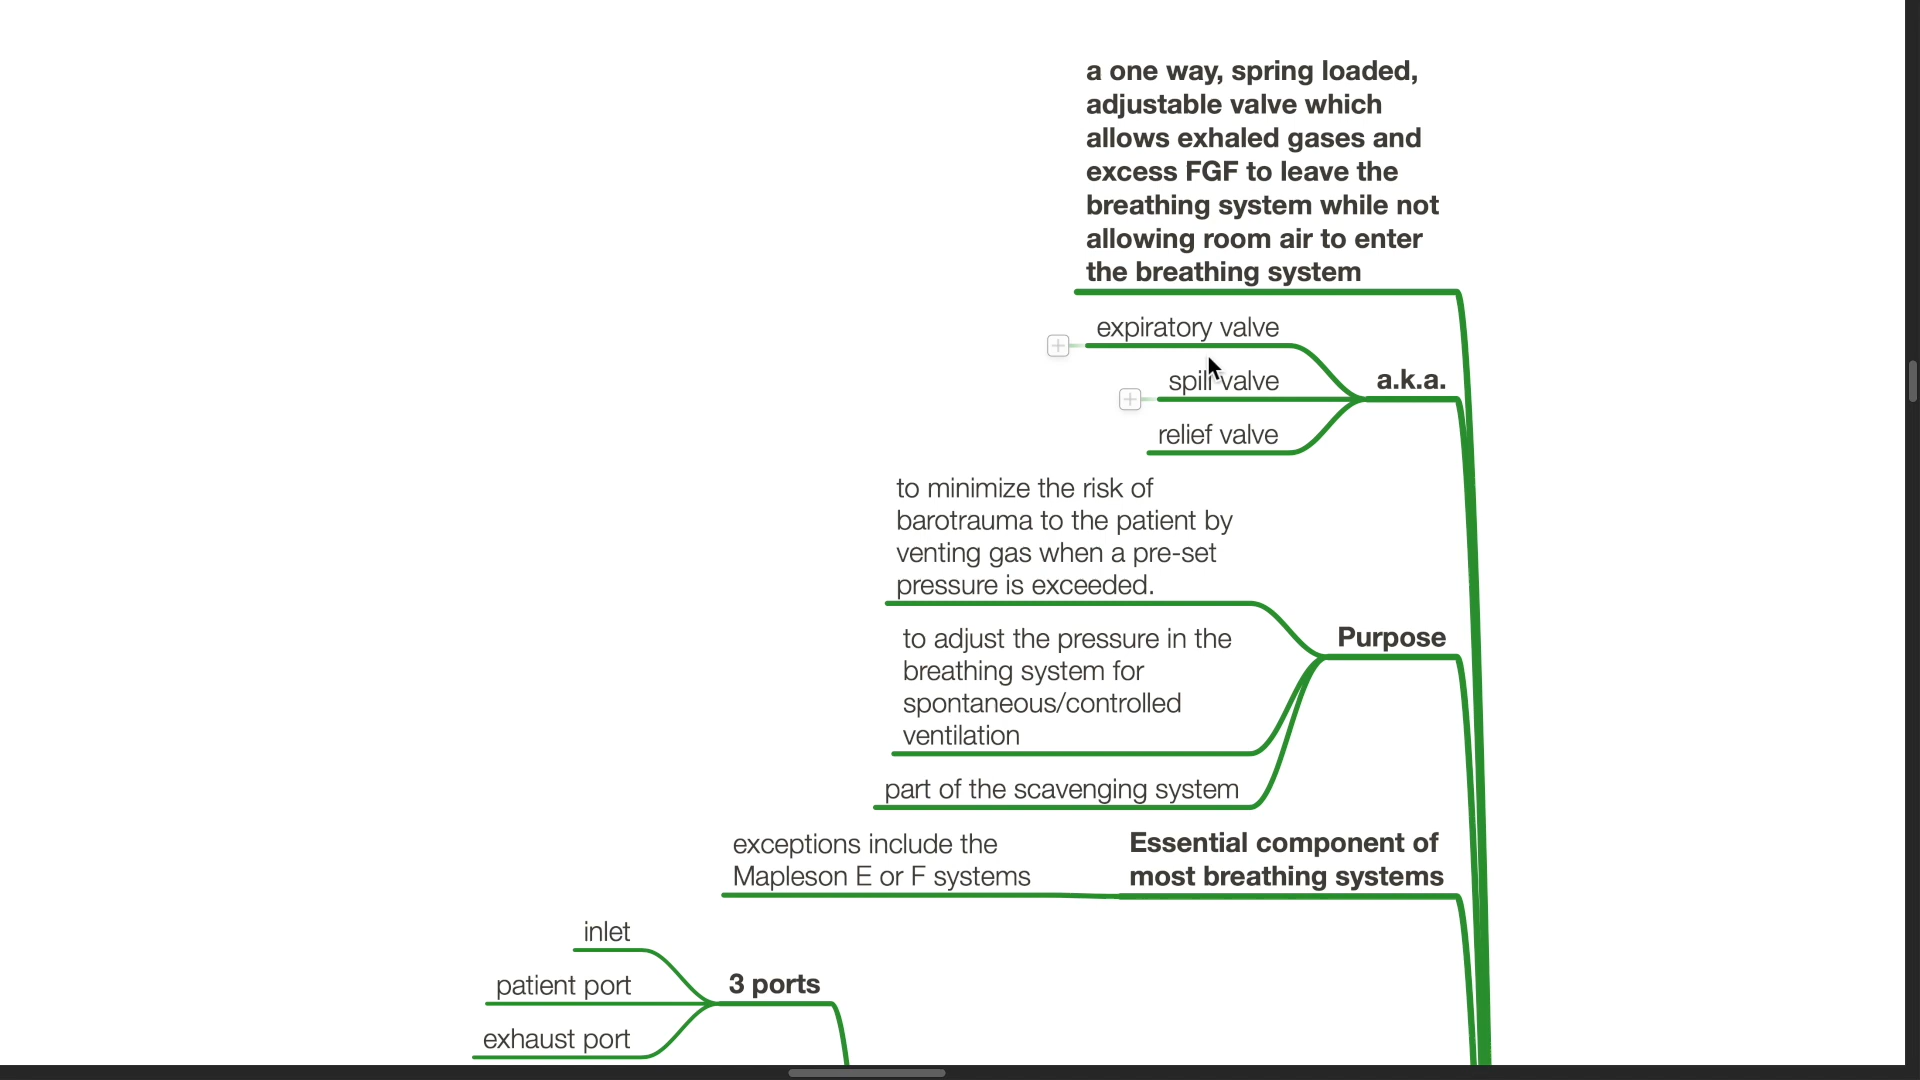 a one way, spring loaded,
adjustable valve which
allows exhaled gases and
excess FGF to leave the
breathing system while not
allowing room air to enter
the breathing system
expiratory valve
spill valve
relief valve
a.k.a.
to minimize the risk of
barotrauma to the patient by
venting gas when a pre-set
pressure is exceeded.
to adjust the pressure in the
breathing system for
spontaneous/controlled
ventilation
part of the scavenging system
Purpose
exceptions include the
Mapleson E or F systems
Essential component of
most breathing systems
inlet
patient port
exhaust port
3 ports